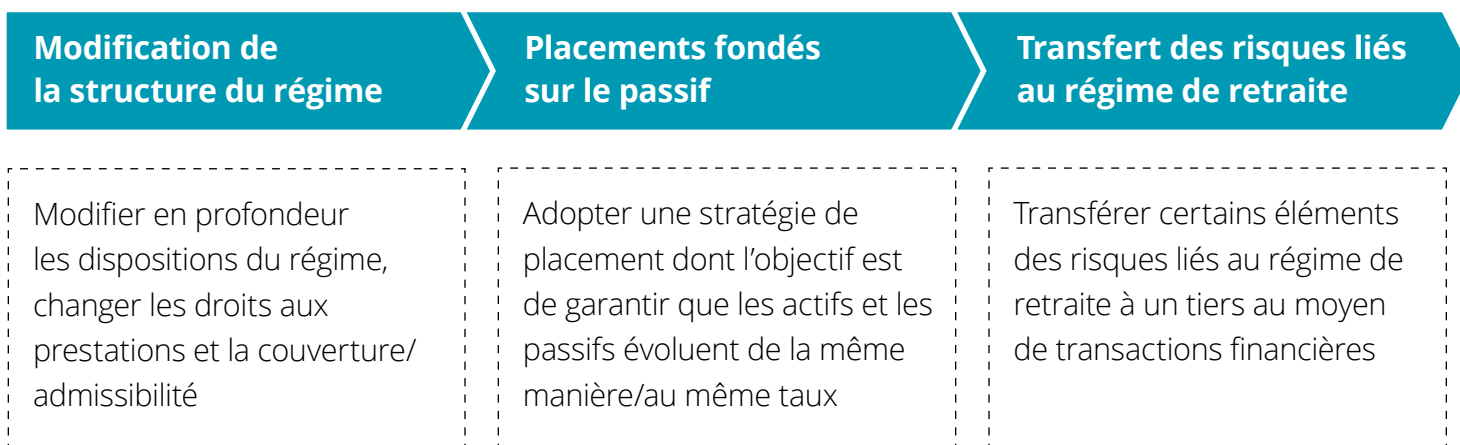 Modification de
la structure du régime
Placements fondés
sur le passif
Transfert des risques liés
au régime de retraite
Modifier en profondeur
les dispositions du régime,
changer les droits aux
prestations et la couverture/
admissibilité
Adopter une stratégie de
placement dont l’objectif est
de garantir que les actifs et les
passifs évoluent de la même
manière/au même taux
Transférer certains éléments
des risques liés au régime de
retraite à un tiers au moyen
de transactions financières